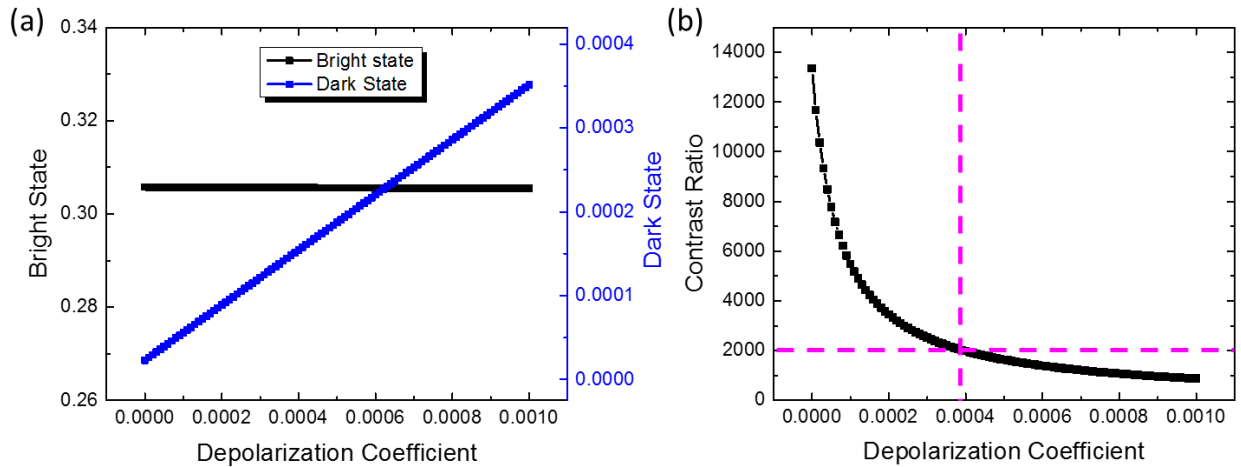 (a)
0.34
0.32
0.30
0.28
0.26
Bright State
Bright state
Dark State
0.0004
0.0003
0.0002
0.0001
0.0000
Dark State
0.0000 0.0002 0.0004 0.0006 0.0008 0.0010
Depolarization Coefficient
(b)
14000
12000
10000
8000
6000
4000
2000
0
Contrast Ratio
0.0000 0.0002 0.0004 0.0006 0.0008 0.0010
Depolarization Coefficient